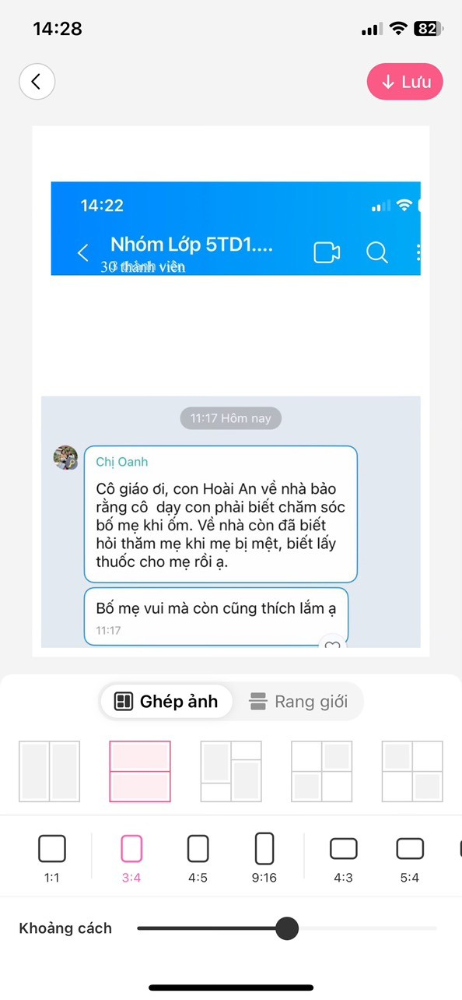 14:28
82
Lưu
14:22
Nhóm Lớp 5TD1....
30 thành viên
11:17 Hôm nay
Chị Oanh
Cô giáo ơi, con Hoài An về nhà bảo
rằng cô dạy con phải biết chăm sóc
bố mẹ khi ốm. Về nhà còn đã biết
hỏi thăm mẹ khi mẹ bị mệt, biết lấy
thuốc cho mẹ rồi ạ.
Bố mẹ vui mà còn cũng thích lắm ạ
11:17
Ghép ảnh
Rang giới
1:1
3:4
4:5
9:16
4:3
5:4
Khoảng cách